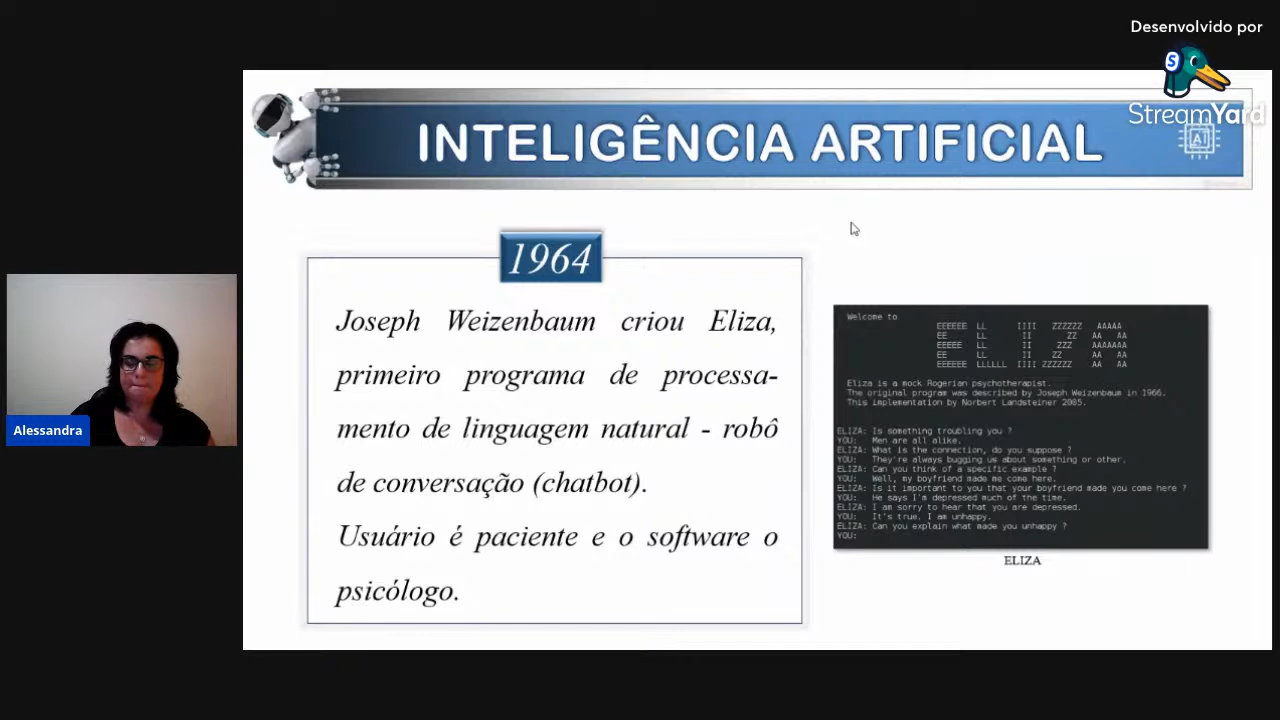 Desenvolvido por
StreamYard
INTELIGÊNCIA ARTIFICIAL
AI
1964
Joseph Weizenbaum criou Eliza,
primeiro programa de processa-
mento de linguagem natural - robô
de conversação (chatbot).
Usuário é paciente e o software o
psicólogo.
Welcome to
EEEEEE LL IIII ZZZZZZ AAAAA
EE LL II ZZ AA AA
EEEEE LL II ZZZ AAAAAAA
EE LL II ZZ AA AA
EEEEEE LLLLLL IIII ZZZZZZ AA AA
Eliza is a mock Rogerian psychotherapist.
The original program was described by Joseph Weizenbaum in 1966.
This implementation by Norbert Landsteiner 2005.
ELIZA: Is something troubling you ?
YOU: Men are all alike.
ELIZA: What is the connection, do you suppose ?
YOU: They're always bugging us about something or other.
ELIZA: Can you think of a specific example ?
YOU: Well, my boyfriend made me come here.
ELIZA: Is it important to you that your boyfriend made you come here ?
YOU: He says I'm depressed much of the time.
ELIZA: I am sorry to hear that you are depressed.
YOU: It's true. I am unhappy.
ELIZA: Can you explain what made you unhappy ?
YOU:
ELIZA
Alessandra